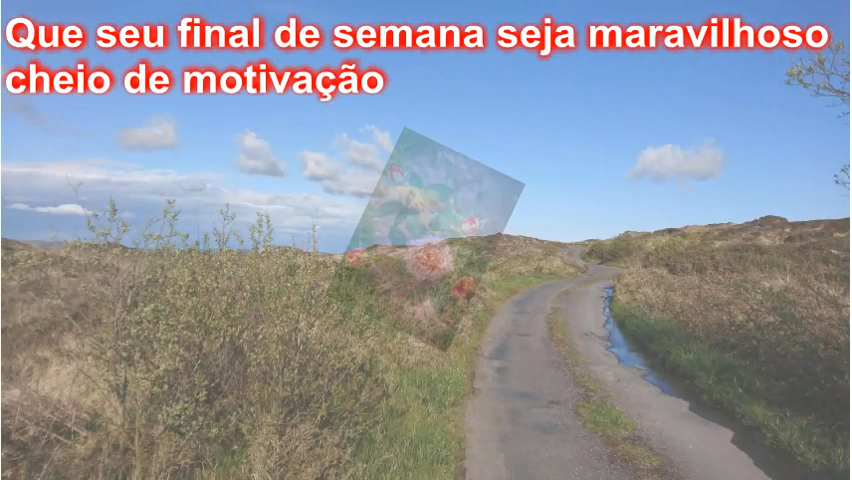 Que seu final de semana seja maravilhoso
cheio de motivação